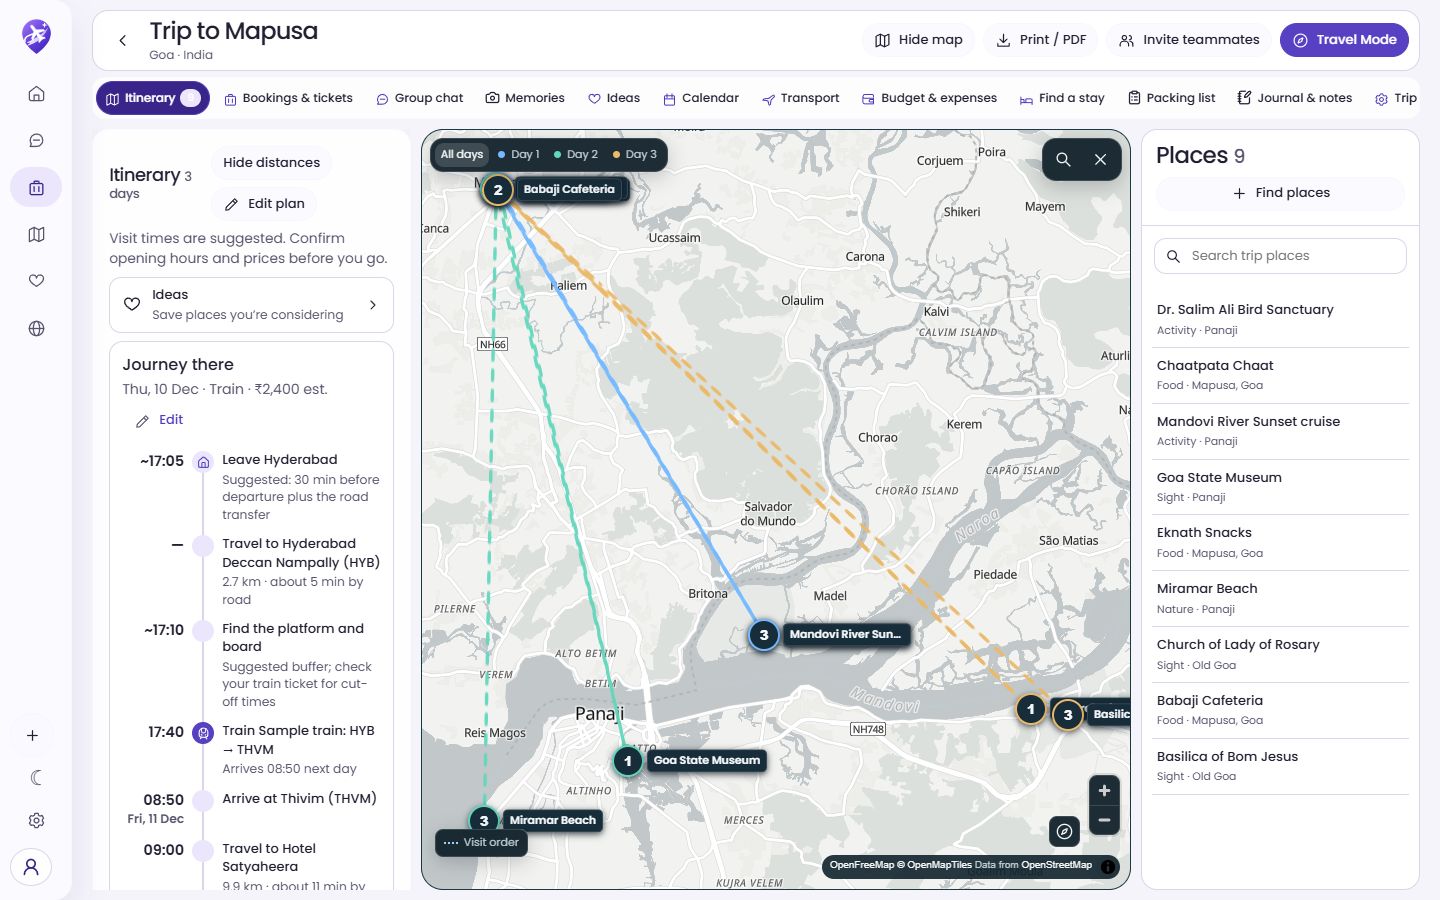 Trip to Mapusa
Goa · India
Hide map
Print / PDF
Invite teammates
Travel Mode
Itinerary
Bookings & tickets
Group chat
Memories
Ideas
Calendar
Transport
Budget & expenses
Find a stay
Packing list
Journal & notes
Trip
Itinerary 3 days
Hide distances
Edit plan
Visit times are suggested. Confirm
opening hours and prices before you go.
Ideas
Save places you're considering
Journey there
Thu, 10 Dec · Train · ₹2,400 est.
Edit
~17:05
Leave Hyderabad
Suggested: 30 min before
departure plus the road
transfer
—
Travel to Hyderabad
Deccan Nampally (HYB)
2.7 km · about 5 min by
road
~17:10
Find the platform and
board
Suggested buffer; check
your train ticket for cut-
off times
17:40
Train Sample train: HYB
→ THVM
Arrives 08:50 next day
08:50
Fri, 11 Dec
Arrive at Thivim (THVM)
09:00
Travel to Hotel
Satyaheera
9.9 km · about 11 min by
All days
Day 1
Day 2
Day 3
2
Babaji Cafeteria
Corjuem
Poira
Shikeri
Mayem
Ucassaim
Carona
Paliem
Olaulim
Kalvi
CALVIM ISLAND
NH66
Chorao
Kerem
CAPÃO ISLAND
CHORÃO ISLAND
Salvador
do Mundo
Naroa
São Matias
Piedade
Britona
Madel
PILERNE
3
Mandovi River Sun...
ALTO BETIM
VEREM
BETIM
Mandovi
1
3
Basilic
Panaji
Reis Magos
NH748
1
Goa State Museum
ALTINHO
MERCES
3
Miramar Beach
Visit order
KUJRA VELEM
OpenFreeMap © OpenMapTiles Data from OpenStreetMap
Places 9
Find places
Search trip places
Dr. Salim Ali Bird Sanctuary
Activity · Panaji
Chaatpata Chaat
Food · Mapusa, Goa
Mandovi River Sunset cruise
Activity · Panaji
Goa State Museum
Sight · Panaji
Eknath Snacks
Food · Mapusa, Goa
Miramar Beach
Nature · Panaji
Church of Lady of Rosary
Sight · Old Goa
Babaji Cafeteria
Food · Mapusa, Goa
Basilica of Bom Jesus
Sight · Old Goa